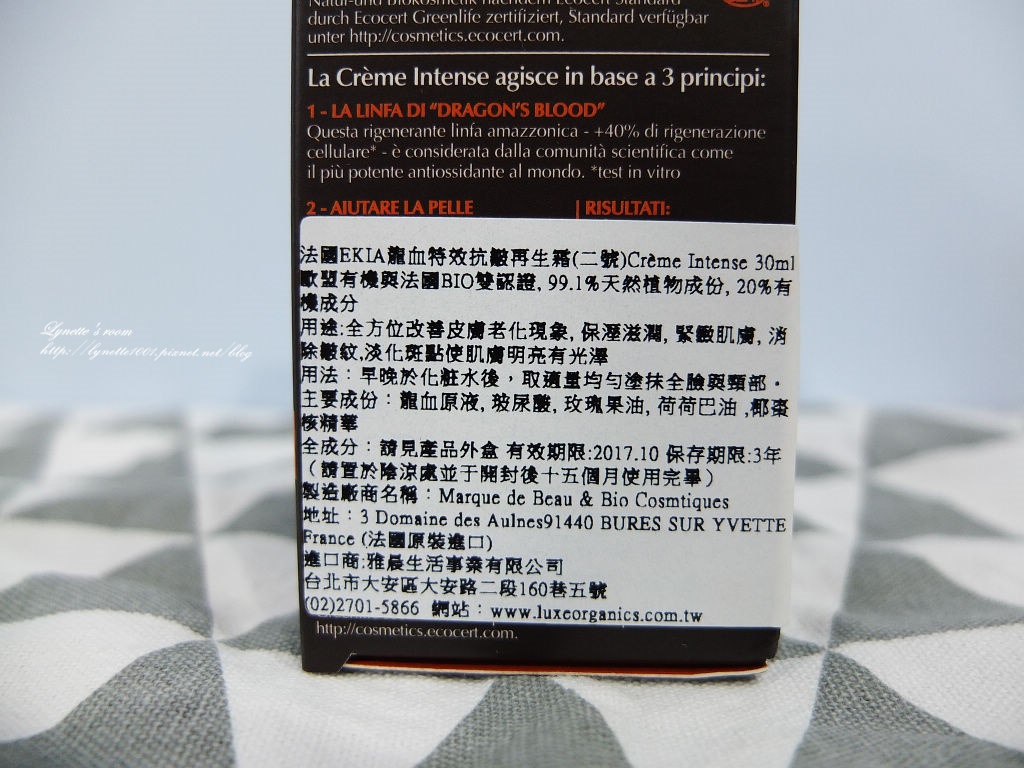 Natur-und Biokosmetik nachdem Ecocert Standard
durch Ecocert Greenlife zertifiziert, Standard verfügbar
unter http://cosmetics.ecocert.com.
La Crème Intense agisce in base a 3 principi:
1 - LA LINFA DI "DRAGON'S BLOOD"
Questa rigenerante linfa amazzonica - +40% di rigenerazione
cellulare* - è considerata dalla comunità scientifica come
il più potente antiossidante al mondo. *test in vitro
2 - AIUTARE LA PELLE
| RISULTATI:
法國EKIA龍血特效抗皺再生霜(二號)Crème Intense 30ml
歐盟有機與法國BIO雙認證, 99.1%天然植物成份, 20%有
機成分
用途:全方位改善皮膚老化現象, 保溼滋潤, 緊緻肌膚, 消
除皺紋,淡化斑點使肌膚明亮有光澤
用法：早晚於化粧水後，取適量均勻塗抹全臉與頸部。
主要成份：龍血原液, 玻尿酸, 玫瑰果油, 荷荷巴油 ,椰棗
核精華
全成分：請見產品外盒 有效期限:2017.10 保存期限:3年
（請置於陰涼處並于開封後十五個月使用完畢）
製造廠商名稱：Marque de Beau & Bio Cosmtiques
地址：3 Domaine des Aulnes91440 BURES SUR YVETTE
France (法國原裝進口)
進口商:雅晨生活事業有限公司
台北市大安區大安路二段160巷五號
(02)2701-5866 網站：www.luxeorganics.com.tw
http://cosmetics.ecocert.com.
Lynette's room
http://lynette1001.pixnet.net/blog